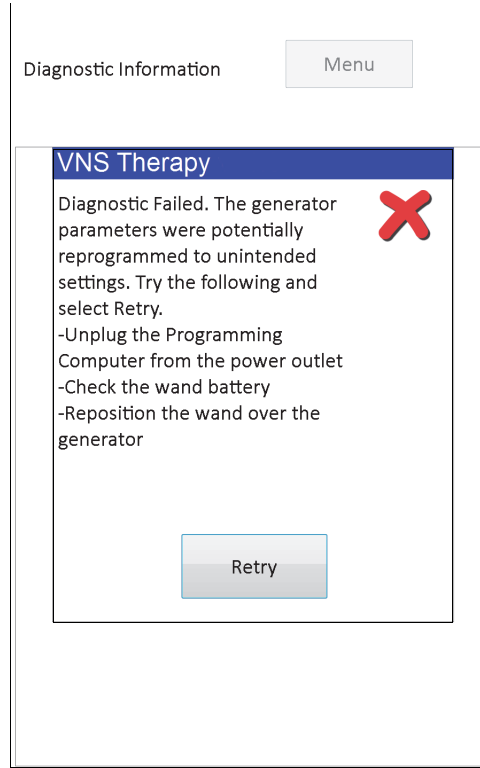 Diagnostic Information
Menu
VNS Therapy
Diagnostic Failed. The generator
parameters were potentially
reprogrammed to unintended
settings. Try the following and
select Retry.
-Unplug the Programming
Computer from the power outlet
-Check the wand battery
-Reposition the wand over the
generator
Retry